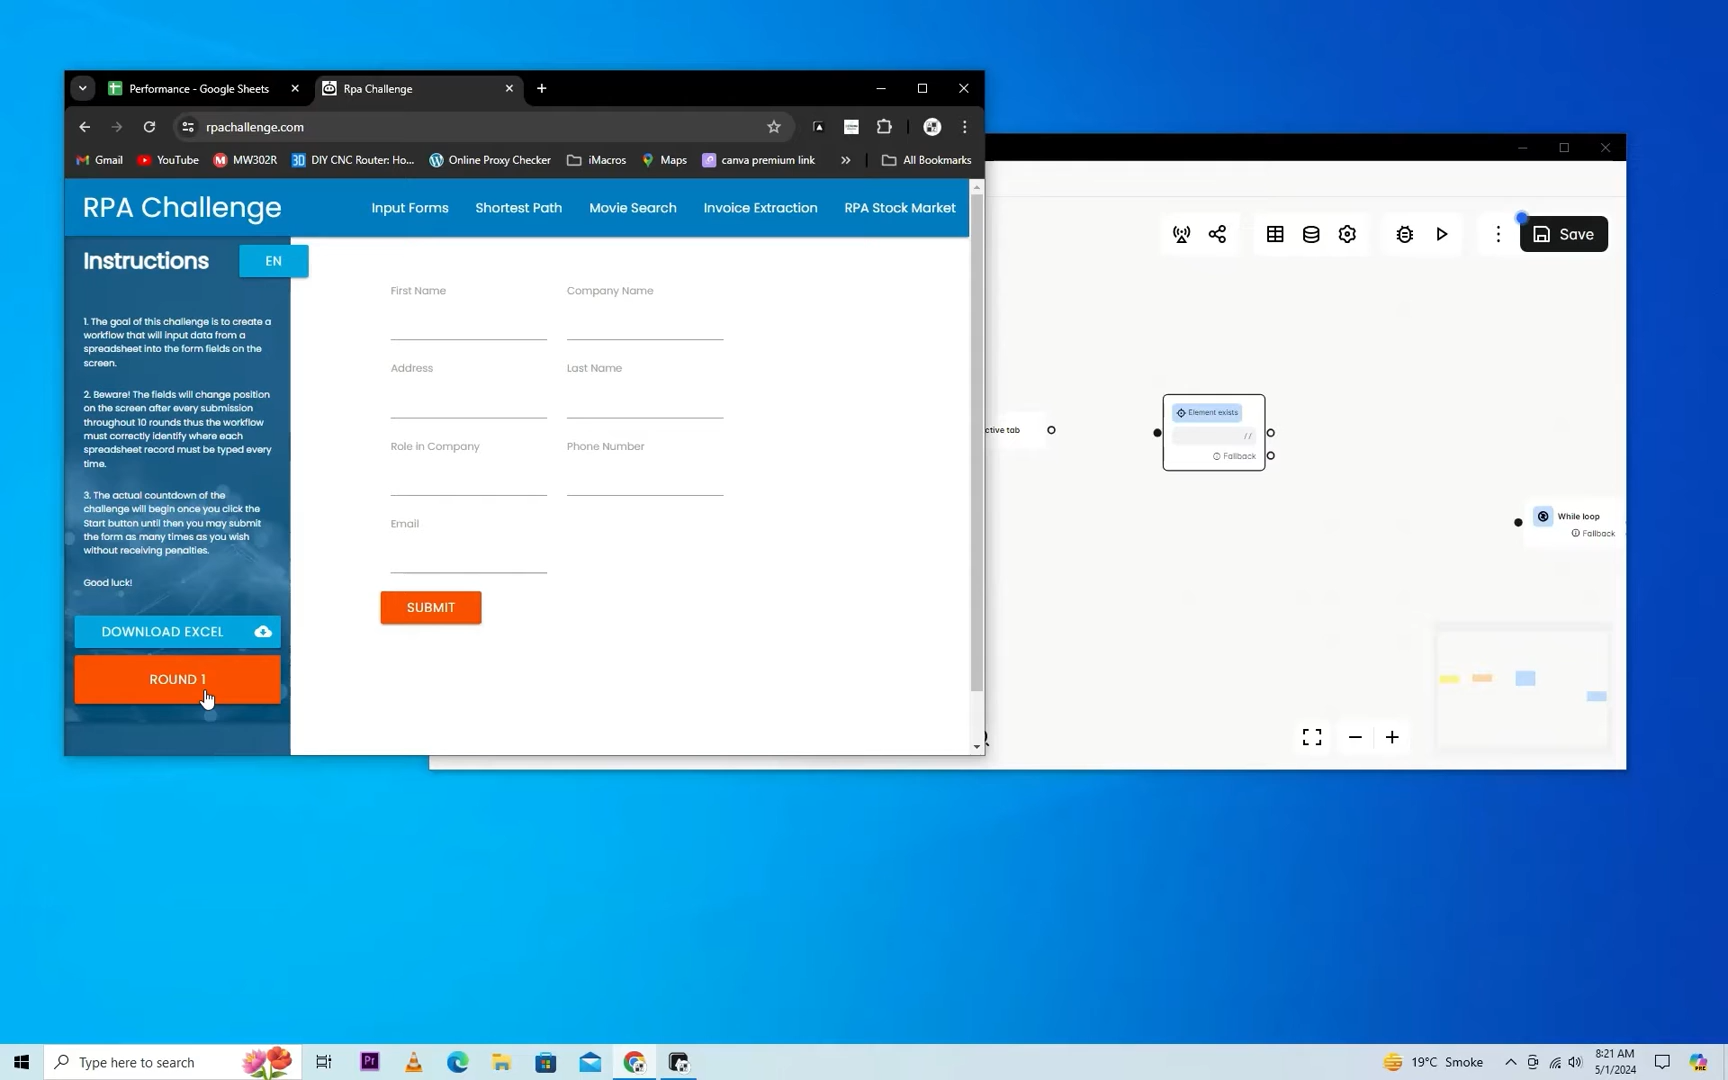 Performance - Google Sheets
Rpa Challenge
rpachallenge.com
Gmail
YouTube
MW302R
DIY CNC Router: Ho...
Online Proxy Checker
iMacros
Maps
canva premium link
»
All Bookmarks
RPA Challenge
Input Forms
Shortest Path
Movie Search
Invoice Extraction
RPA Stock Market
Instructions
EN
1. The goal of this challenge is to create a
workflow that will input data from a
spreadsheet into the form fields on the
screen.
2. Beware! The fields will change position
on the screen after every submission
throughout 10 rounds thus the workflow
must correctly identify where each
spreadsheet record must be typed every
time.
3. The actual countdown of the
challenge will begin once you click the
Start button until then you may submit
the form as many times as you wish
without receiving penalties.
Good luck!
DOWNLOAD EXCEL
ROUND 1
First Name
Company Name
Address
Last Name
Role in Company
Phone Number
Email
SUBMIT
Save
ctive tab
Element exists
//
Fallback
While loop
Fallback
Type here to search
Pr
19°C Smoke
8:21 AM
5/1/2024